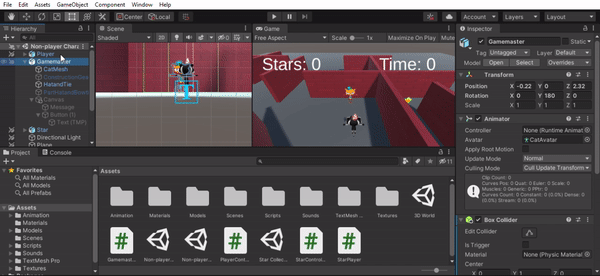 File Edit Assets GameObject Component Window Help
Center Local
Account Layers Layout
Hierarchy Scene Game Inspector
All
Shaded 2D
Scale 1x Maximize On Play Mut
Non-player Char
Player
Gamemaster
CatMesh
HatandTie
Canvas
Message
Button (1)
Text (TMP)
Star
Directional Light
Plane
Stars: 0 Time: 0
Gamemaster Static
Tag Untagged Layer Default
Model Open Select Overrides
Transform
Position X -0.22 Y 0 Z 2.32
Rotation X 0 Y 180 Z 0
Scale X 1 Y 1 Z 1
Animator
Controller None (Runtime Animat
Avatar CatAvatar
Apply Root Motion
Update Mode Normal
Culling Mode Cull Update Transform
Clip Count: 0
Curves Pos: 0 Quat: 0 Euler: 0 Scale: 0
Muscles: 0 Generic: 0 PPtr: 0
Curves Count: 0 Constant: 0 (0.0%) Dense: 0
(0.0%) Stream: 0 (0.0%)
Box Collider
Edit Collider
Is Trigger
Material None (Physic Material
Center
Project Console
Favorites
All Materials
All Models
All Prefabs
Assets
Animation
Materials
Models
Scenes
Scripts
Sounds
TextMesh Pro
Textures
Assets
Animation Materials Models Scenes Scripts Sounds TextMesh ... Textures 3D World
Gamemast... Non-player... Non-player... PlayerCont... Star Collec... StarControl... StarPlayer